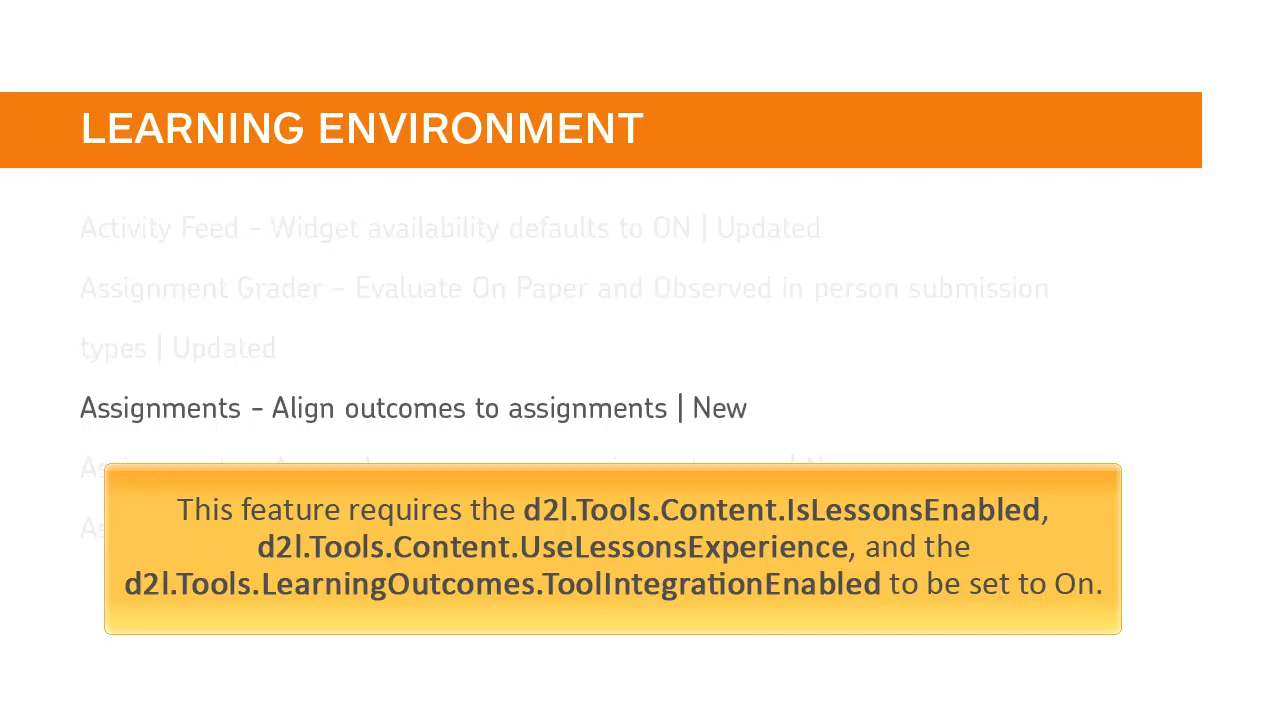 LEARNING ENVIRONMENT
Activity Feed - Widget availability defaults to ON | Updated
Assignment Grader - Evaluate On Paper and Observed in person submission
types | Updated
Assignments - Align outcomes to assignments | New
This feature requires the d2l.Tools.Content.IsLessonsEnabled,
d2l.Tools.Content.UseLessonsExperience, and the
d2l.Tools.LearningOutcomes.ToolIntegrationEnabled to be set to On.